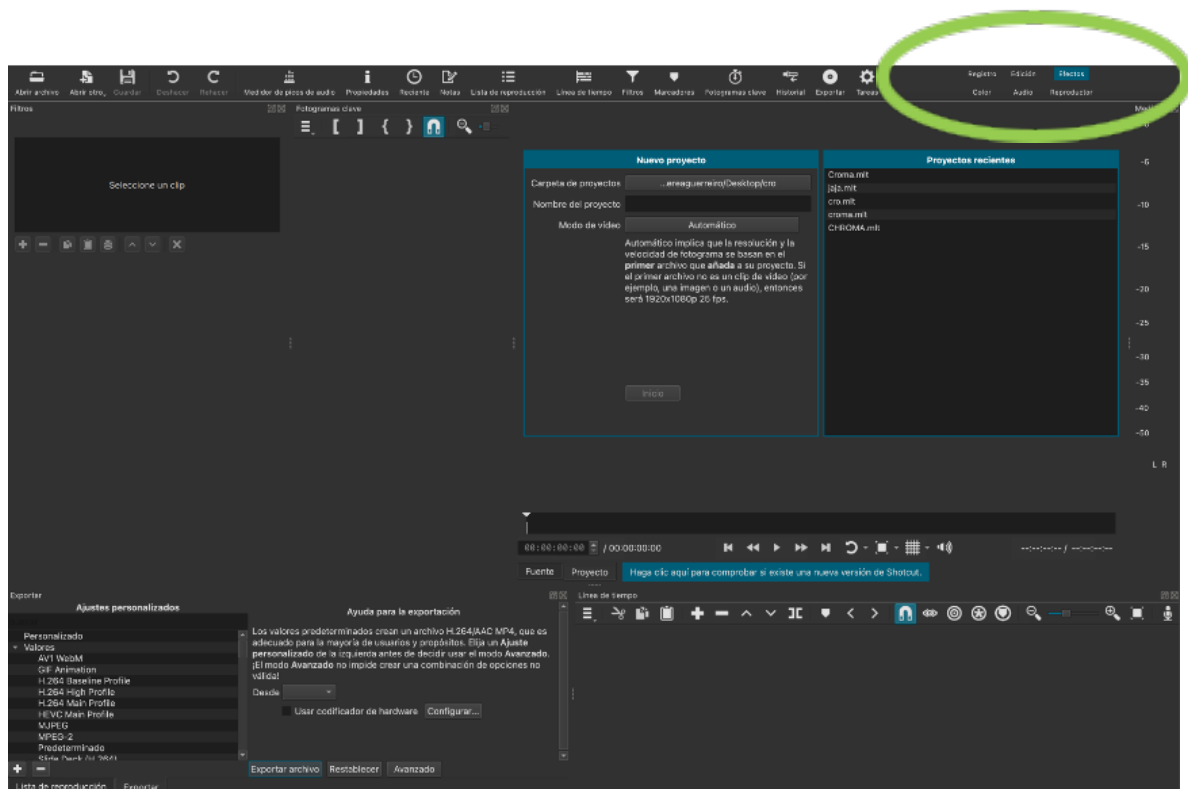 Registro Edición Efectos
Abrir archivo Abrir otro... Guardar Deshacer Rehacer Medidor de picos de audio Propiedades Reciente Notas Lista de reproducción Línea de tiempo Filtros Marcadores Fotogramas clave Historial Exportar Tareas Color Audio Reproductor
Filtros Fotogramas clave
Seleccione un clip
Nuevo proyecto
Carpeta de proyectos ...ereaguerreiro/Desktop/cro
Nombre del proyecto
Modo de vídeo Automático
Automático implica que la resolución y la
velocidad de fotograma se basan en el
primer archivo que añada a su proyecto. Si
el primer archivo no es un clip de vídeo (por
ejemplo, una imagen o un audio), entonces
será 1920x1080p 25 fps.
Inicio
Proyectos recientes
Croma.mlt
jaja.mlt
cro.mlt
croma.mlt
CHROMA.mlt
-5
-10
-15
-20
-25
-30
-35
-40
-50
L R
00:00:00:00 / 00:00:00:00 --:--:--:-- / --:--:--:--
Fuente Proyecto Haga clic aquí para comprobar si existe una nueva versión de Shotcut.
Exportar
Ajustes personalizados
Personalizado
Valores
AV1 WebM
GIF Animation
H.264 Baseline Profile
H.264 High Profile
H.264 Main Profile
HEVC Main Profile
MJPEG
MPEG-2
Predeterminado
Slide Deck (H.264)
Ayuda para la exportación
Los valores predeterminados crean un archivo H.264/AAC MP4, que es
adecuado para la mayoría de usuarios y propósitos. Elija un Ajuste
personalizado de la izquierda antes de decidir usar el modo Avanzado.
¡El modo Avanzado no impide crear una combinación de opciones no
válida!
Desde
Usar codificador de hardware Configurar...
Exportar archivo Restablecer Avanzado
Lista de reproducción Exportar
Línea de tiempo